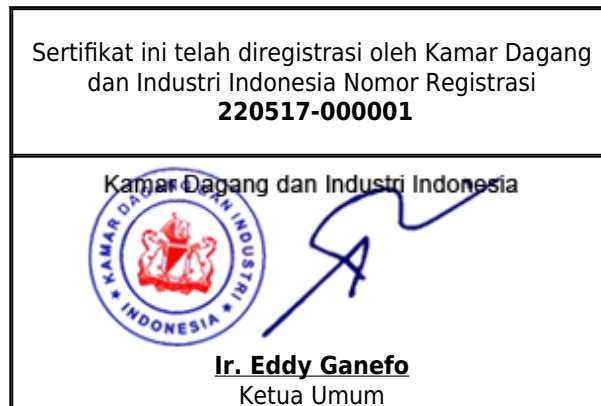 Sertifikat ini telah diregistrasi oleh Kamar Dagang
dan Industri Indonesia Nomor Registrasi
220517-000001
Kamar Dagang dan Industri Indonesia
KAMAR DAGANG DAN INDUSTRI
INDONESIA
Ir. Eddy Ganefo
Ketua Umum